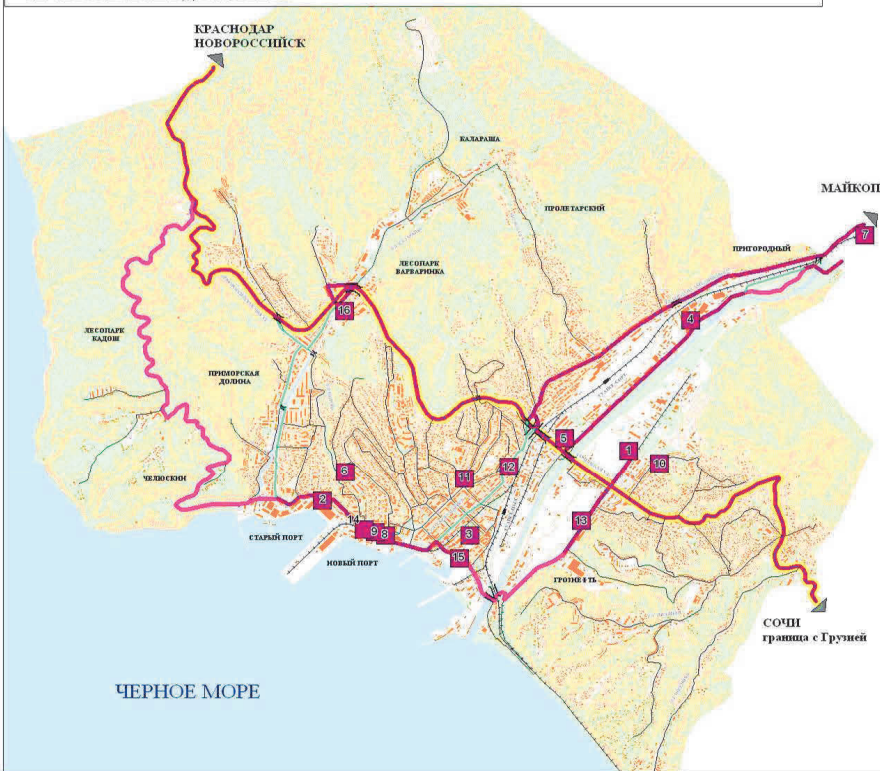 КРАСНОДАР
НОВОРОССИЙСК
КАЛАРАША
МАЙКОП
ПРОЛЕТАРСКИЙ
7
ПРИГОРОДНЫЙ
ЛЕСОПАРК
ВАРВАРИНКА
16
4
ЛЕСОПАРК
КАДОШ
ПРИМОРСКАЯ
ДОЛИНА
5
1
6
12
10
11
ЧЕЛЮСКИН
2
14
13
9
8
3
СТАРЫЙ ПОРТ
15
НОВЫЙ ПОРТ
ГРОЗНЕФТЬ
СОЧИ
граница с Грузией
ЧЕРНОЕ МОРЕ